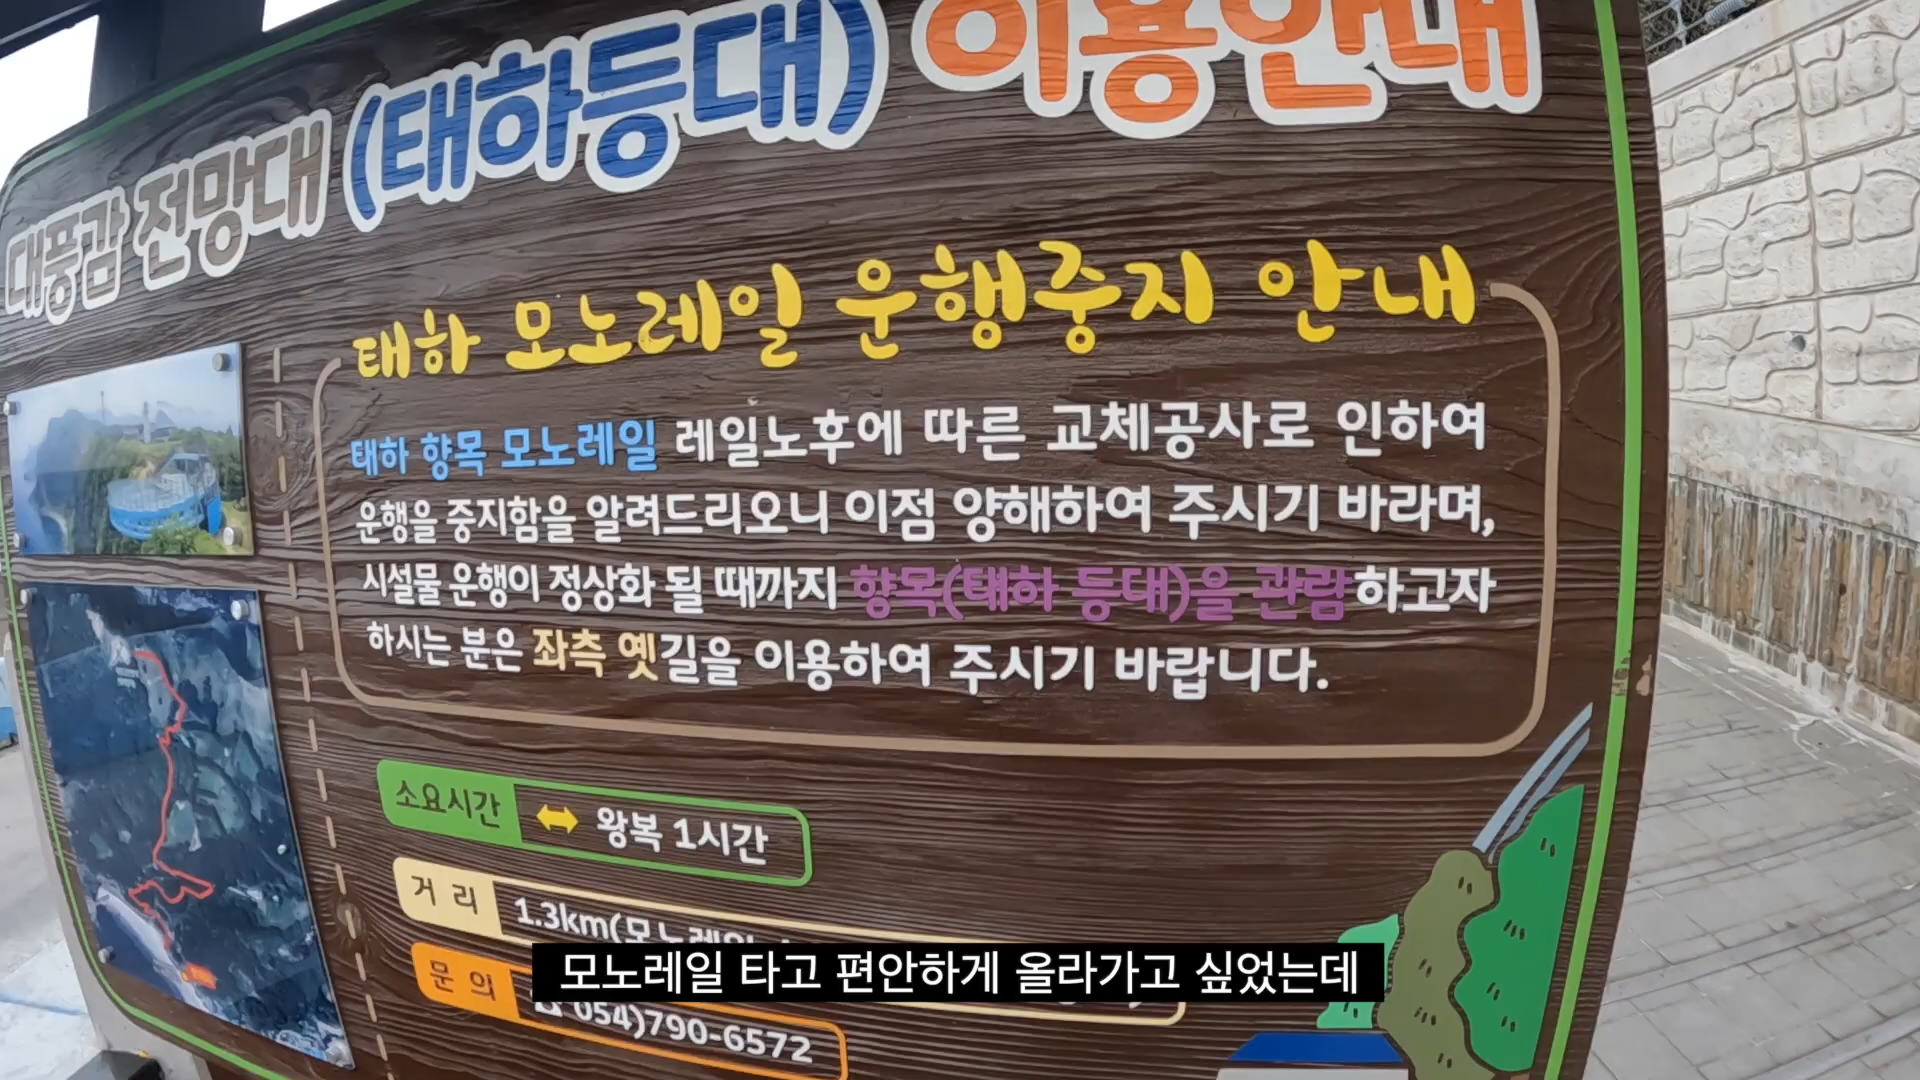 대풍감 전망대 (태하등대) 이용안내
태하 모노레일 운행중지 안내
태하 향목 모노레일 레일노후에 따른 교체공사로 인하여
운행을 중지함을 알려드리오니 이점 양해하여 주시기 바라며,
시설물 운행이 정상화 될 때까지 향목(태하 등대)을 관람하고자
하시는 분은 좌측 옛길을 이용하여 주시기 바랍니다.
소요시간 ↔ 왕복 1시간
거 리 1.3km(모노레일
문 의 ☎ 054)790-6572
모노레일 타고 편안하게 올라가고 싶었는데